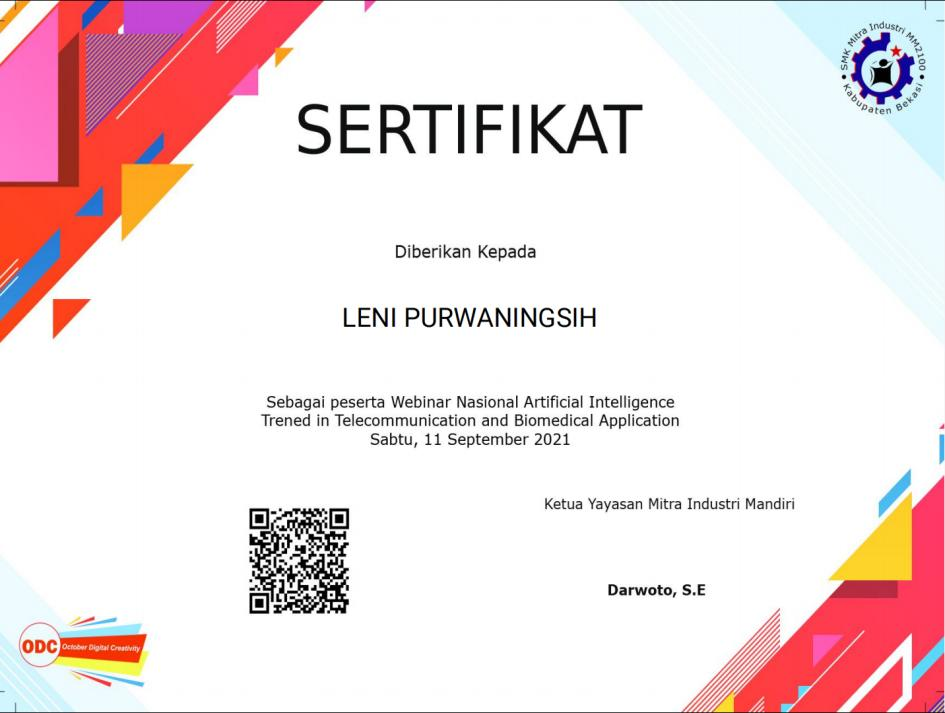 SMK Mitra Industri MM2100
Kabupaten Bekasi
SERTIFIKAT
Diberikan Kepada
LENI PURWANINGSIH
Sebagai peserta Webinar Nasional Artificial Intelligence
Trened in Telecommunication and Biomedical Application
Sabtu, 11 September 2021
Ketua Yayasan Mitra Industri Mandiri
Darwoto, S.E
ODC October Digital Creativity